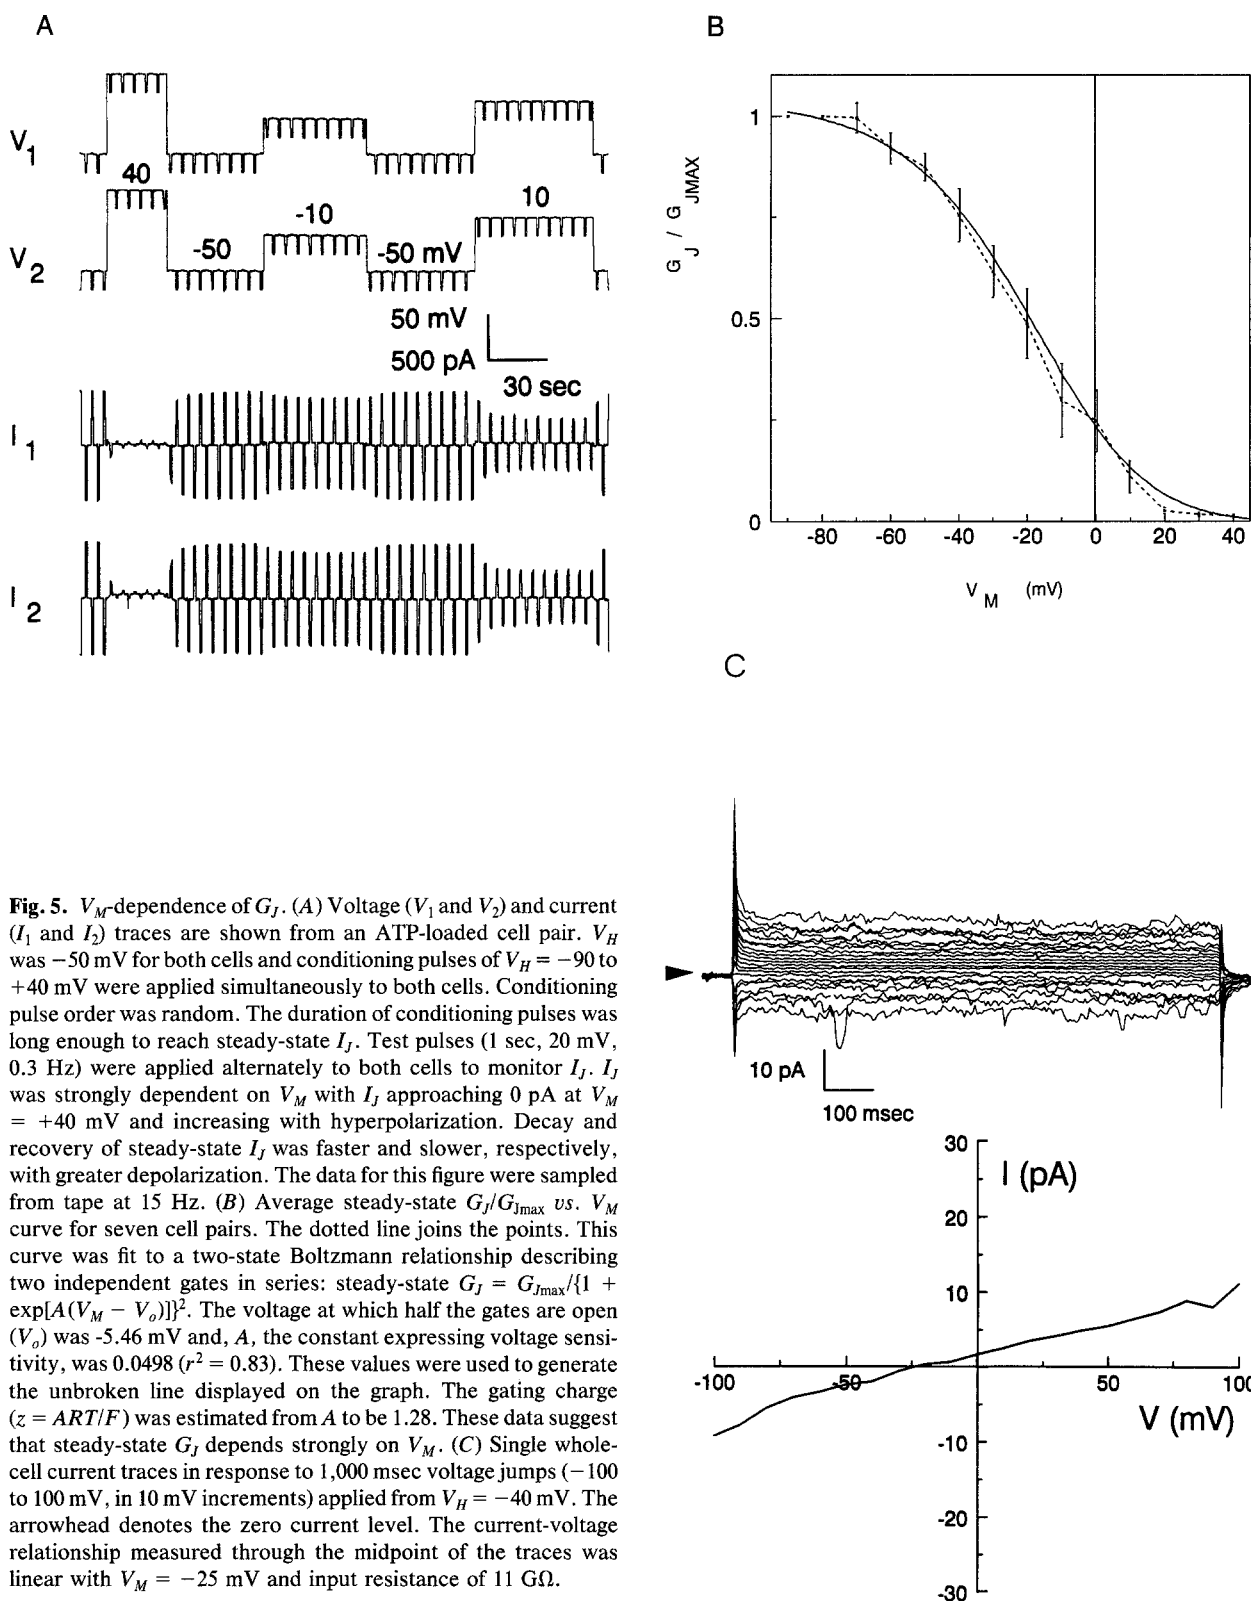 A
V1
40
-10
10
-50
-50 mV
V2
50 mV
500 pA
30 sec
I 1
I 2
B
GJ / GJMAX
1
0.5
0
-80 -60 -40 -20 0 20 40
VM (mV)
C
10 pA
100 msec
30
I (pA)
20
10
-100 -50 50 100
V (mV)
-10
-20
-30
Fig. 5. VM-dependence of GJ. (A) Voltage (V1 and V2) and current
(I1 and I2) traces are shown from an ATP-loaded cell pair. VH
was −50 mV for both cells and conditioning pulses of VH = −90 to
+40 mV were applied simultaneously to both cells. Conditioning
pulse order was random. The duration of conditioning pulses was
long enough to reach steady-state IJ. Test pulses (1 sec, 20 mV,
0.3 Hz) were applied alternately to both cells to monitor IJ. IJ
was strongly dependent on VM with IJ approaching 0 pA at VM
= +40 mV and increasing with hyperpolarization. Decay and
recovery of steady-state IJ was faster and slower, respectively,
with greater depolarization. The data for this figure were sampled
from tape at 15 Hz. (B) Average steady-state GJ/GJmax vs. VM
curve for seven cell pairs. The dotted line joins the points. This
curve was fit to a two-state Boltzmann relationship describing
two independent gates in series: steady-state GJ = GJmax/{1 +
exp[A(VM − Vo)]}². The voltage at which half the gates are open
(Vo) was -5.46 mV and, A, the constant expressing voltage sensi-
tivity, was 0.0498 (r² = 0.83). These values were used to generate
the unbroken line displayed on the graph. The gating charge
(z = ART/F) was estimated from A to be 1.28. These data suggest
that steady-state GJ depends strongly on VM. (C) Single whole-
cell current traces in response to 1,000 msec voltage jumps (−100
to 100 mV, in 10 mV increments) applied from VH = −40 mV. The
arrowhead denotes the zero current level. The current-voltage
relationship measured through the midpoint of the traces was
linear with VM = −25 mV and input resistance of 11 GΩ.